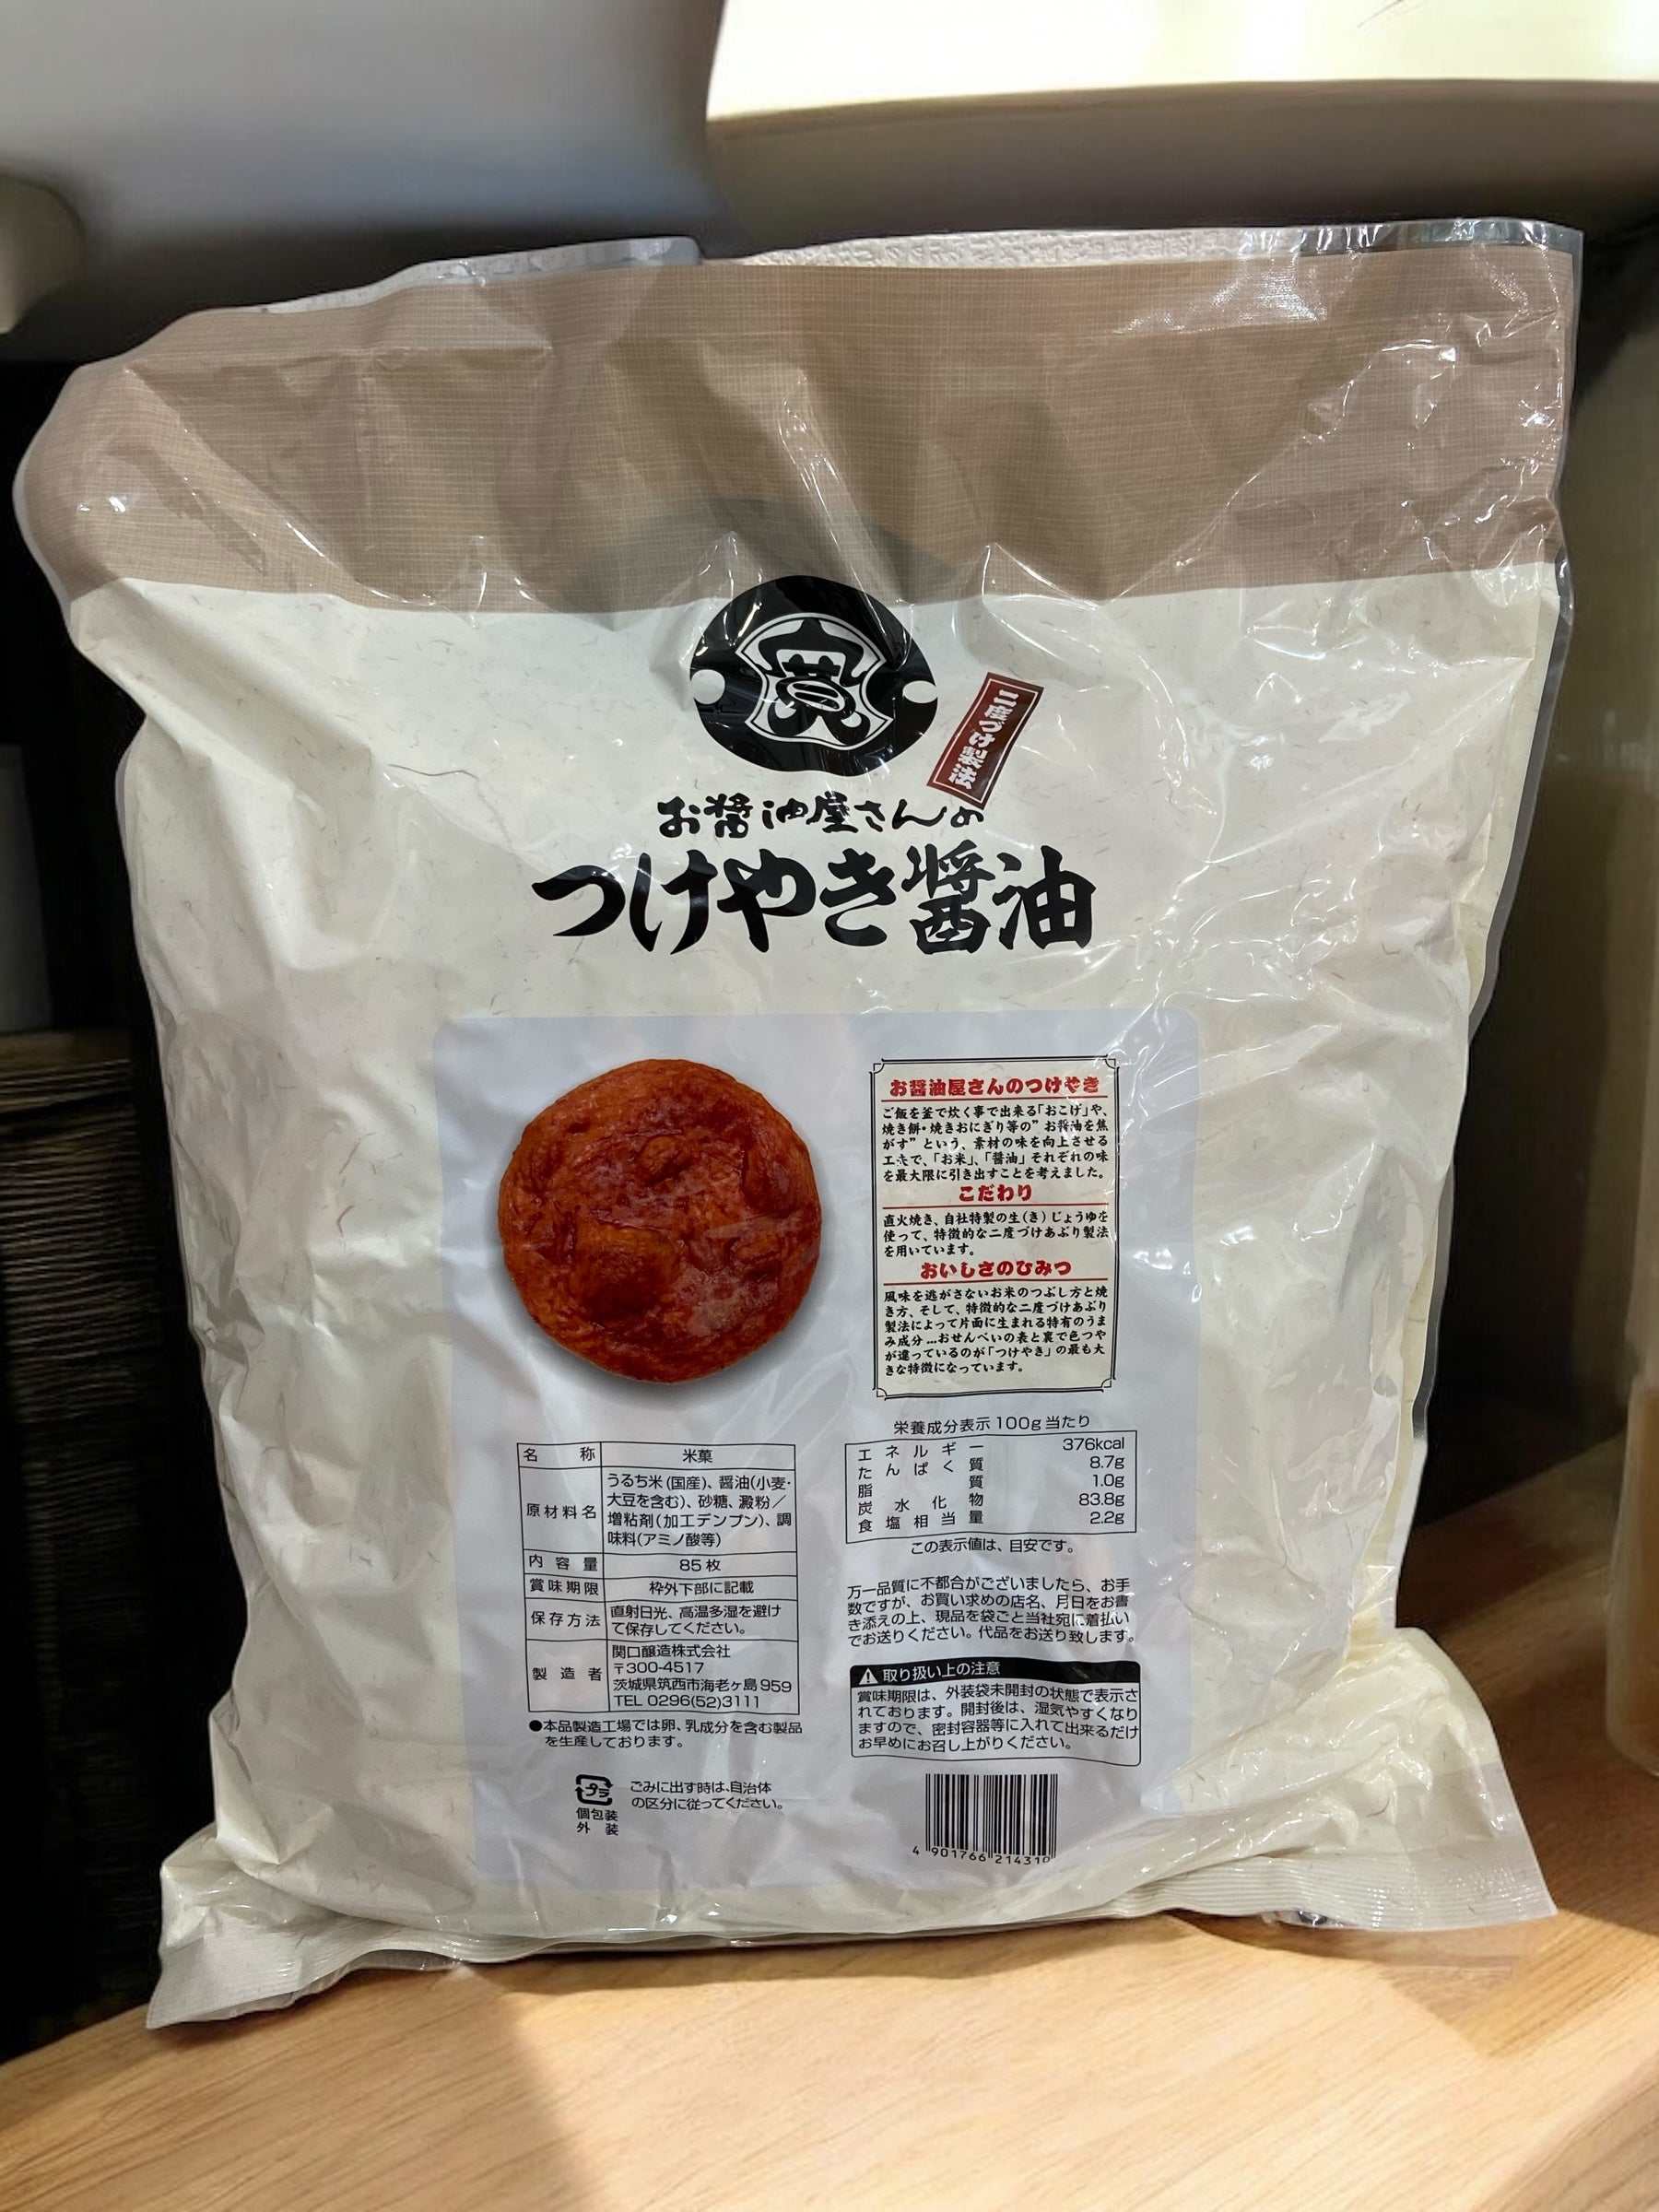 寛
二度づけ製法
お醤油屋さんの
つけやき醤油
お醤油屋さんのつけやき
ご飯を釜で炊く事で出来る「おこげ」や、
焼き餅・焼きおにぎり等の”お醤油を焦
がす”という、素材の味を向上させる
工夫で、「お米」、「醤油」それぞれの味
を最大限に引き出すことを考えました。
こだわり
直火焼き、自社特製の生(き)じょうゆを
使って、特徴的な二度づけあぶり製法
を用いています。
おいしさのひみつ
風味を逃がさないお米のつぶし方と焼
き方、そして、特徴的な二度づけあぶり
製法によって片面に生まれる特有のうま
み成分…おせんべいの表と裏で色つや
が違っているのが「つけやき」の最も大
きな特徴になっています。
名称 米菓
原材料名 うるち米(国産)、醤油(小麦・
大豆を含む)、砂糖、澱粉／
増粘剤(加工デンプン)、調
味料(アミノ酸等)
内容量 85枚
賞味期限 枠外下部に記載
保存方法 直射日光、高温多湿を避け
て保存してください。
製造者 関口醸造株式会社
〒300-4517
茨城県筑西市海老ヶ島959
TEL 0296(52)3111
●本品製造工場では卵、乳成分を含む製品
を生産しております。
プラ
個包装
外装
ごみに出す時は、自治体
の区分に従ってください。
栄養成分表示100g当たり
エネルギー 376kcal
たんぱく質 8.7g
脂質 1.0g
炭水化物 83.8g
食塩相当量 2.2g
この表示値は、目安です。
万一品質に不都合がございましたら、お手
数ですが、お買い求めの店名、月日をお書
き添えの上、現品を袋ごと当社宛に着払い
でお送りください。代品をお送り致します。
取り扱い上の注意
賞味期限は、外装袋未開封の状態で表示さ
れております。開封後は、湿気やすくなり
ますので、密封容器等に入れて出来るだけ
お早めにお召し上がりください。
4 901766 214310